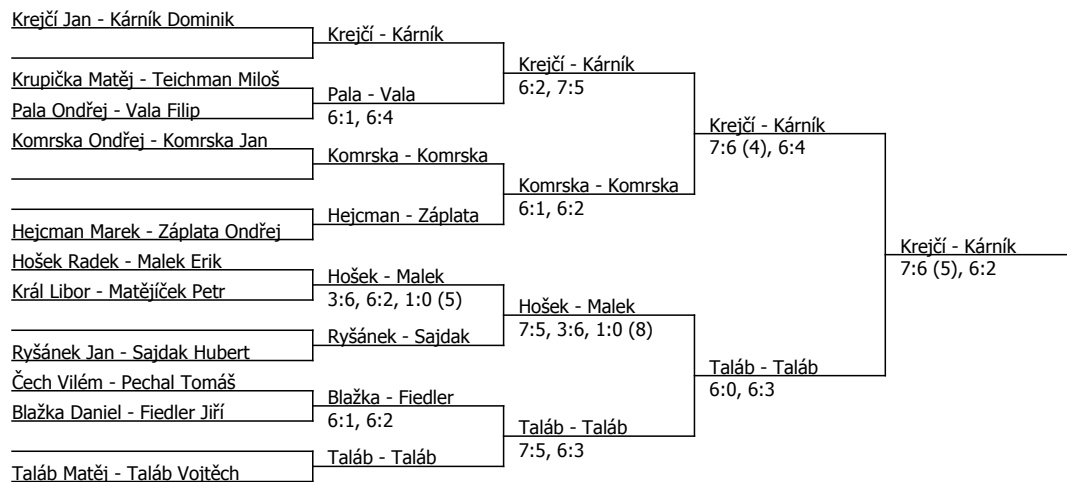 Krejčí Jan - Kárník Dominik
Krejčí - Kárník
Krupička Matěj - Teichman Miloš
Pala Ondřej - Vala Filip
Pala - Vala
6:1, 6:4
Krejčí - Kárník
6:2, 7:5
Komrska Ondřej - Komrska Jan
Komrska - Komrska
Hejcman Marek - Záplata Ondřej
Hejcman - Záplata
Komrska - Komrska
6:1, 6:2
Krejčí - Kárník
7:6 (4), 6:4
Hošek Radek - Malek Erik
Král Libor - Matějíček Petr
Hošek - Malek
3:6, 6:2, 1:0 (5)
Ryšánek Jan - Sajdak Hubert
Ryšánek - Sajdak
Hošek - Malek
7:5, 3:6, 1:0 (8)
Čech Vilém - Pechal Tomáš
Blažka Daniel - Fiedler Jiří
Blažka - Fiedler
6:1, 6:2
Taláb Matěj - Taláb Vojtěch
Taláb - Taláb
Taláb - Taláb
7:5, 6:3
Taláb - Taláb
6:0, 6:3
Krejčí - Kárník
7:6 (5), 6:2